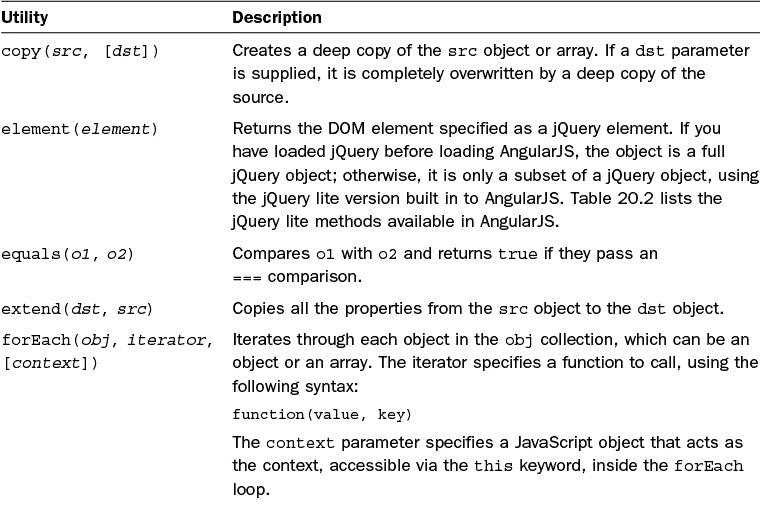 Utility Description
copy(src, [dst]) Creates a deep copy of the src object or array. If a dst parameter
is supplied, it is completely overwritten by a deep copy of the
source.
element(element) Returns the DOM element specified as a jQuery element. If you
have loaded jQuery before loading AngularJS, the object is a full
jQuery object; otherwise, it is only a subset of a jQuery object, using
the jQuery lite version built in to AngularJS. Table 20.2 lists the
jQuery lite methods available in AngularJS.
equals(o1, o2) Compares o1 with o2 and returns true if they pass an
=== comparison.
extend(dst, src) Copies all the properties from the src object to the dst object.
forEach(obj, iterator, Iterates through each object in the obj collection, which can be an
[context]) object or an array. The iterator specifies a function to call, using the
following syntax:
function(value, key)
The context parameter specifies a JavaScript object that acts as
the context, accessible via the this keyword, inside the forEach
loop.